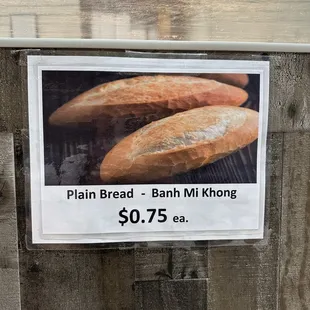 Plain Bread - Banh Mi Khong
$0.75 ea.